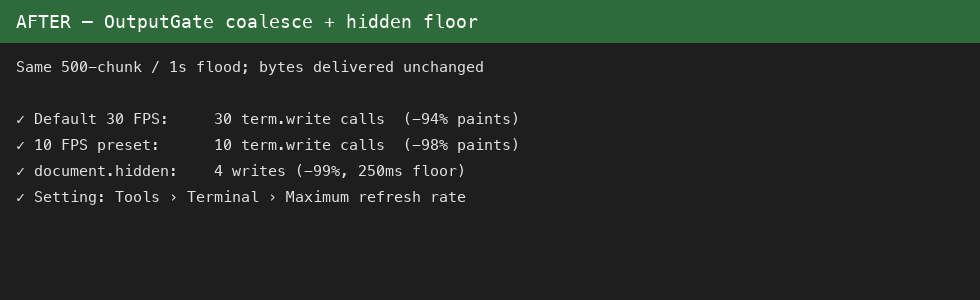 AFTER — OutputGate coalesce + hidden floor
Same 500-chunk / 1s flood; bytes delivered unchanged
✓ Default 30 FPS:     30 term.write calls  (−94% paints)
✓ 10 FPS preset:      10 term.write calls  (−98% paints)
✓ document.hidden:    4 writes (−99%, 250ms floor)
✓ Setting: Tools › Terminal › Maximum refresh rate